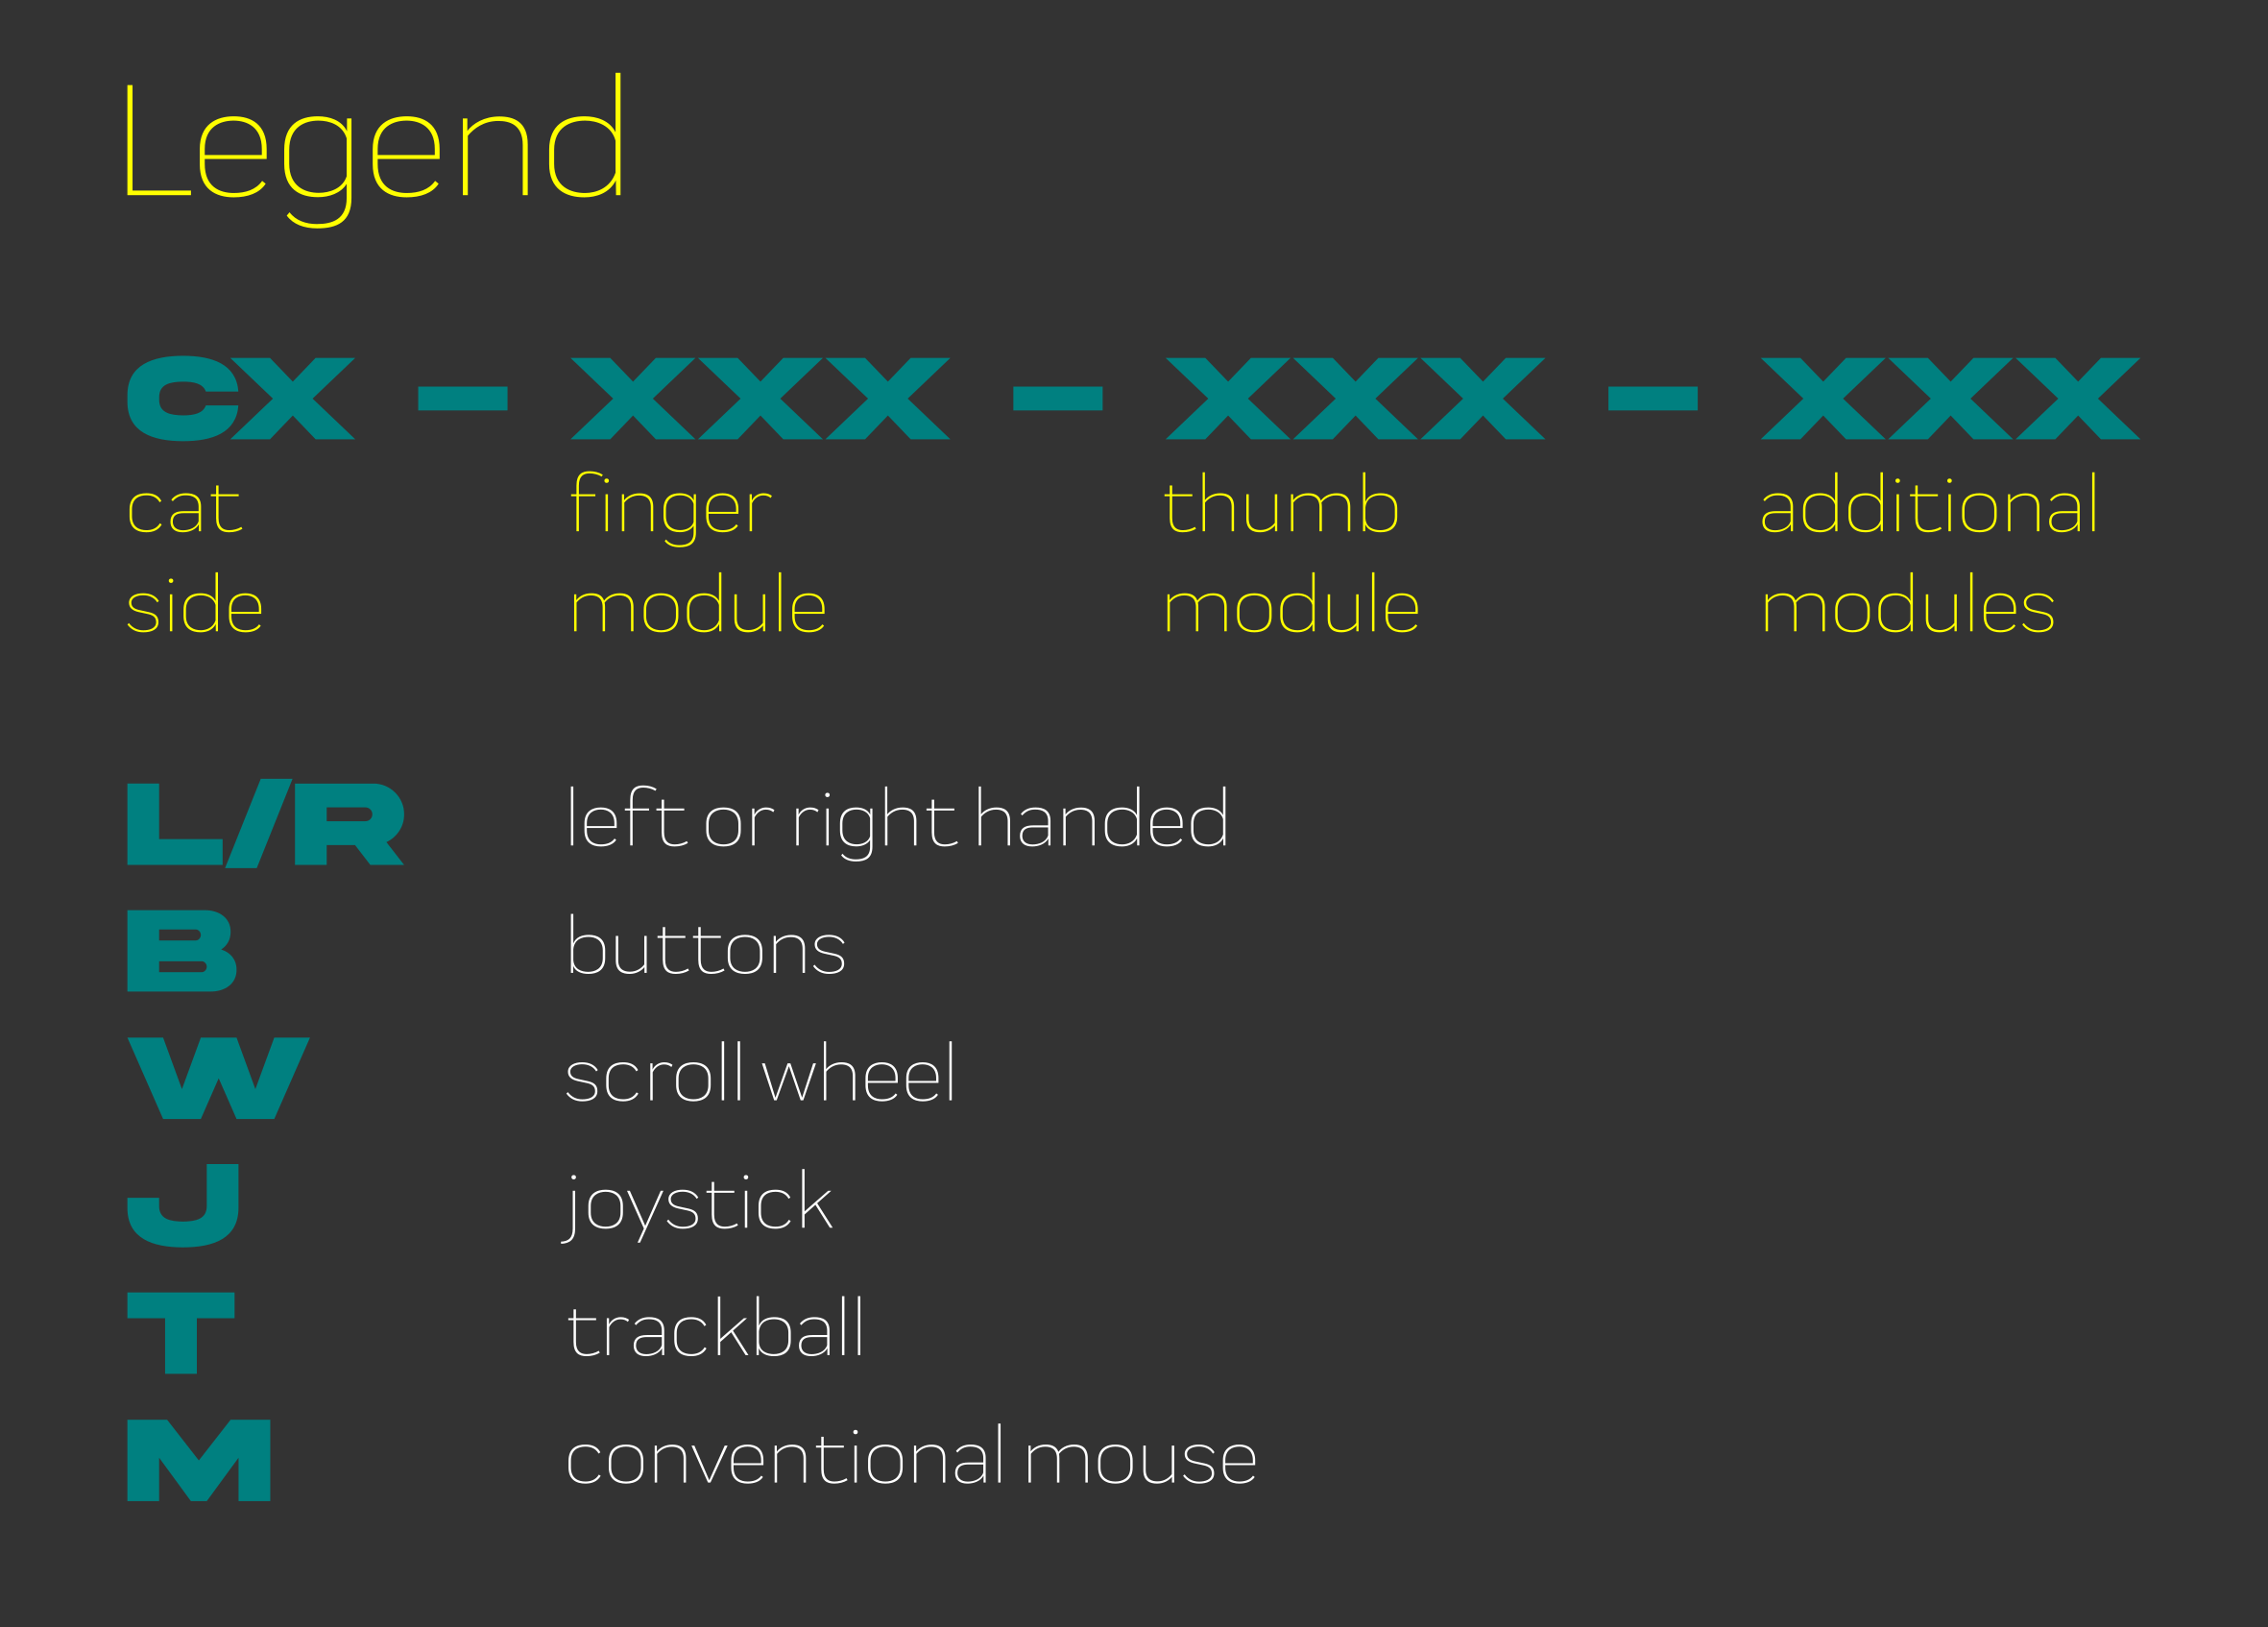 Legend
CX - XXX - XXX - XXX
cat finger thumb additional
side module module modules
L/R left or right handed
B buttons
W scroll wheel
J joystick
T trackball
M conventional mouse